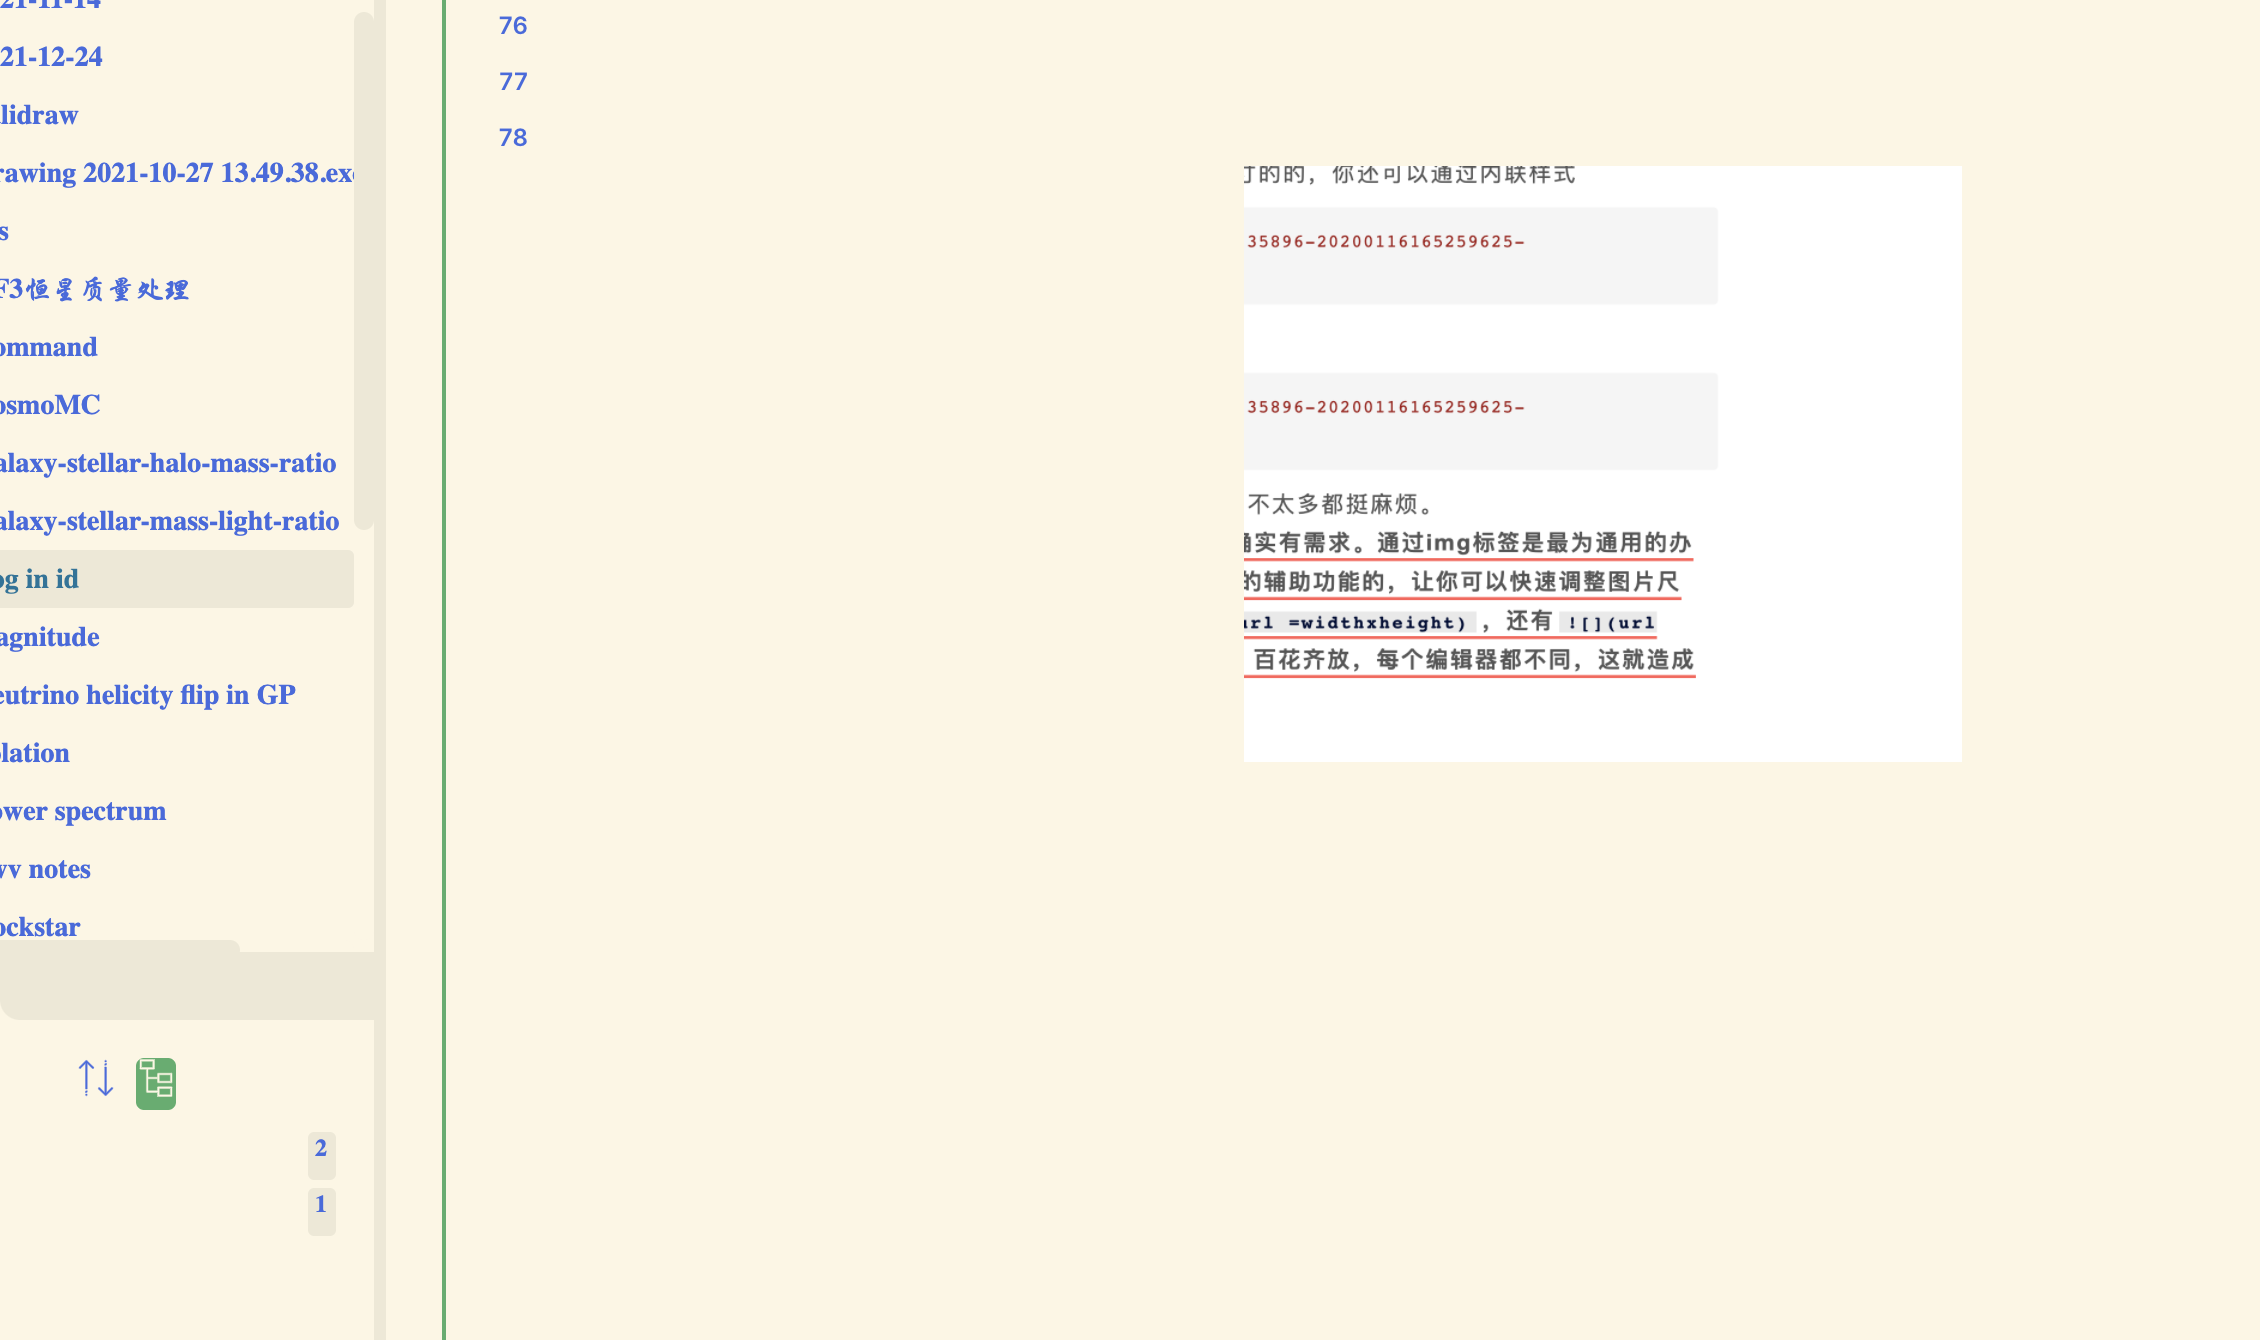 21-11-14
21-12-24
lidraw
rawing 2021-10-27 13.49.38.ex
s
F3恒星质量处理
ommand
osmoMC
alaxy-stellar-halo-mass-ratio
alaxy-stellar-mass-light-ratio
og in id
agnitude
eutrino helicity flip in GP
lation
ower spectrum
vv notes
ockstar
2
1
76
77
78
的的，你还可以通过内联样式
35896-20200116165259625-
35896-20200116165259625-
不太多都挺麻烦。
确实有需求。通过img标签是最为通用的办
的辅助功能的，让你可以快速调整图片尺
url =widthxheight) ，还有 ![](url
百花齐放，每个编辑器都不同，这就造成